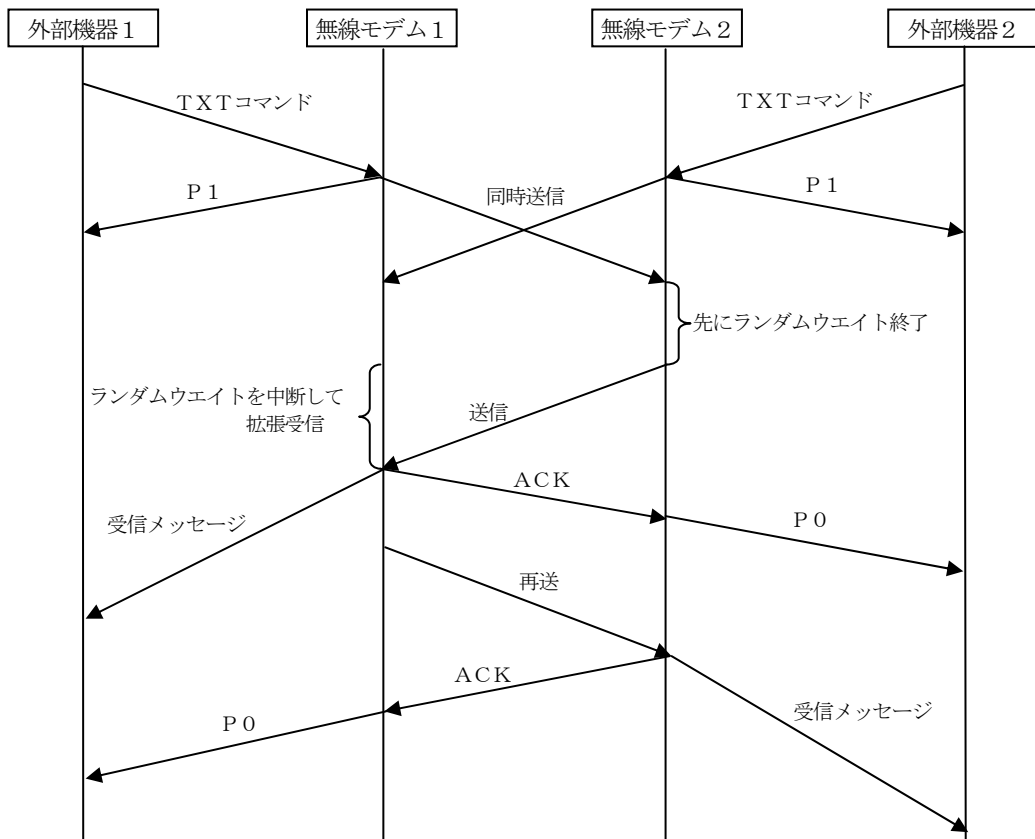 外部機器１
無線モデム１
無線モデム２
外部機器２
ＴＸＴコマンド
ＴＸＴコマンド
Ｐ１
同時送信
Ｐ１
先にランダムウエイト終了
ランダムウエイトを中断して
拡張受信
送信
ＡＣＫ
受信メッセージ
Ｐ０
再送
ＡＣＫ
受信メッセージ
Ｐ０